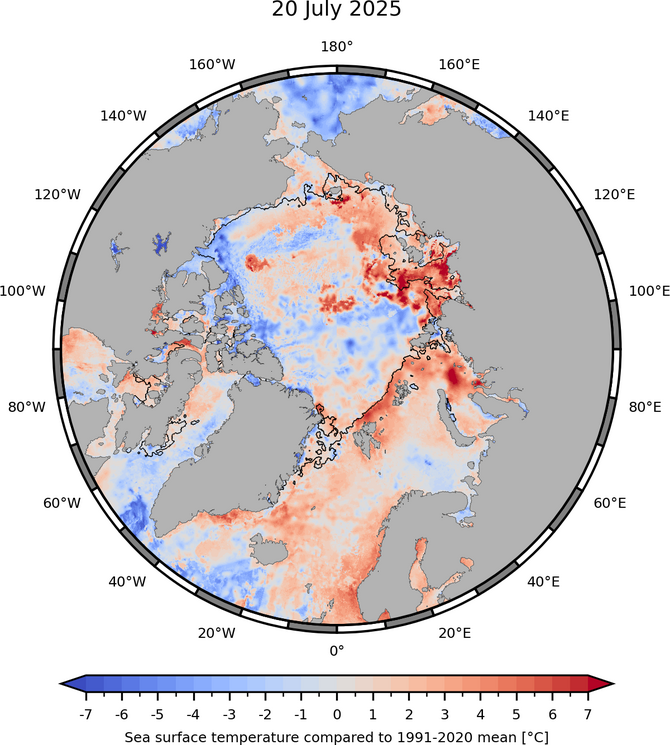 20 July 2025
180°
160°W 160°E
140°W 140°E
120°W 120°E
100°W 100°E
80°W 80°E
60°W 60°E
40°W 40°E
20°W 20°E
0°
-7 -6 -5 -4 -3 -2 -1 0 1 2 3 4 5 6 7
Sea surface temperature compared to 1991-2020 mean [°C]